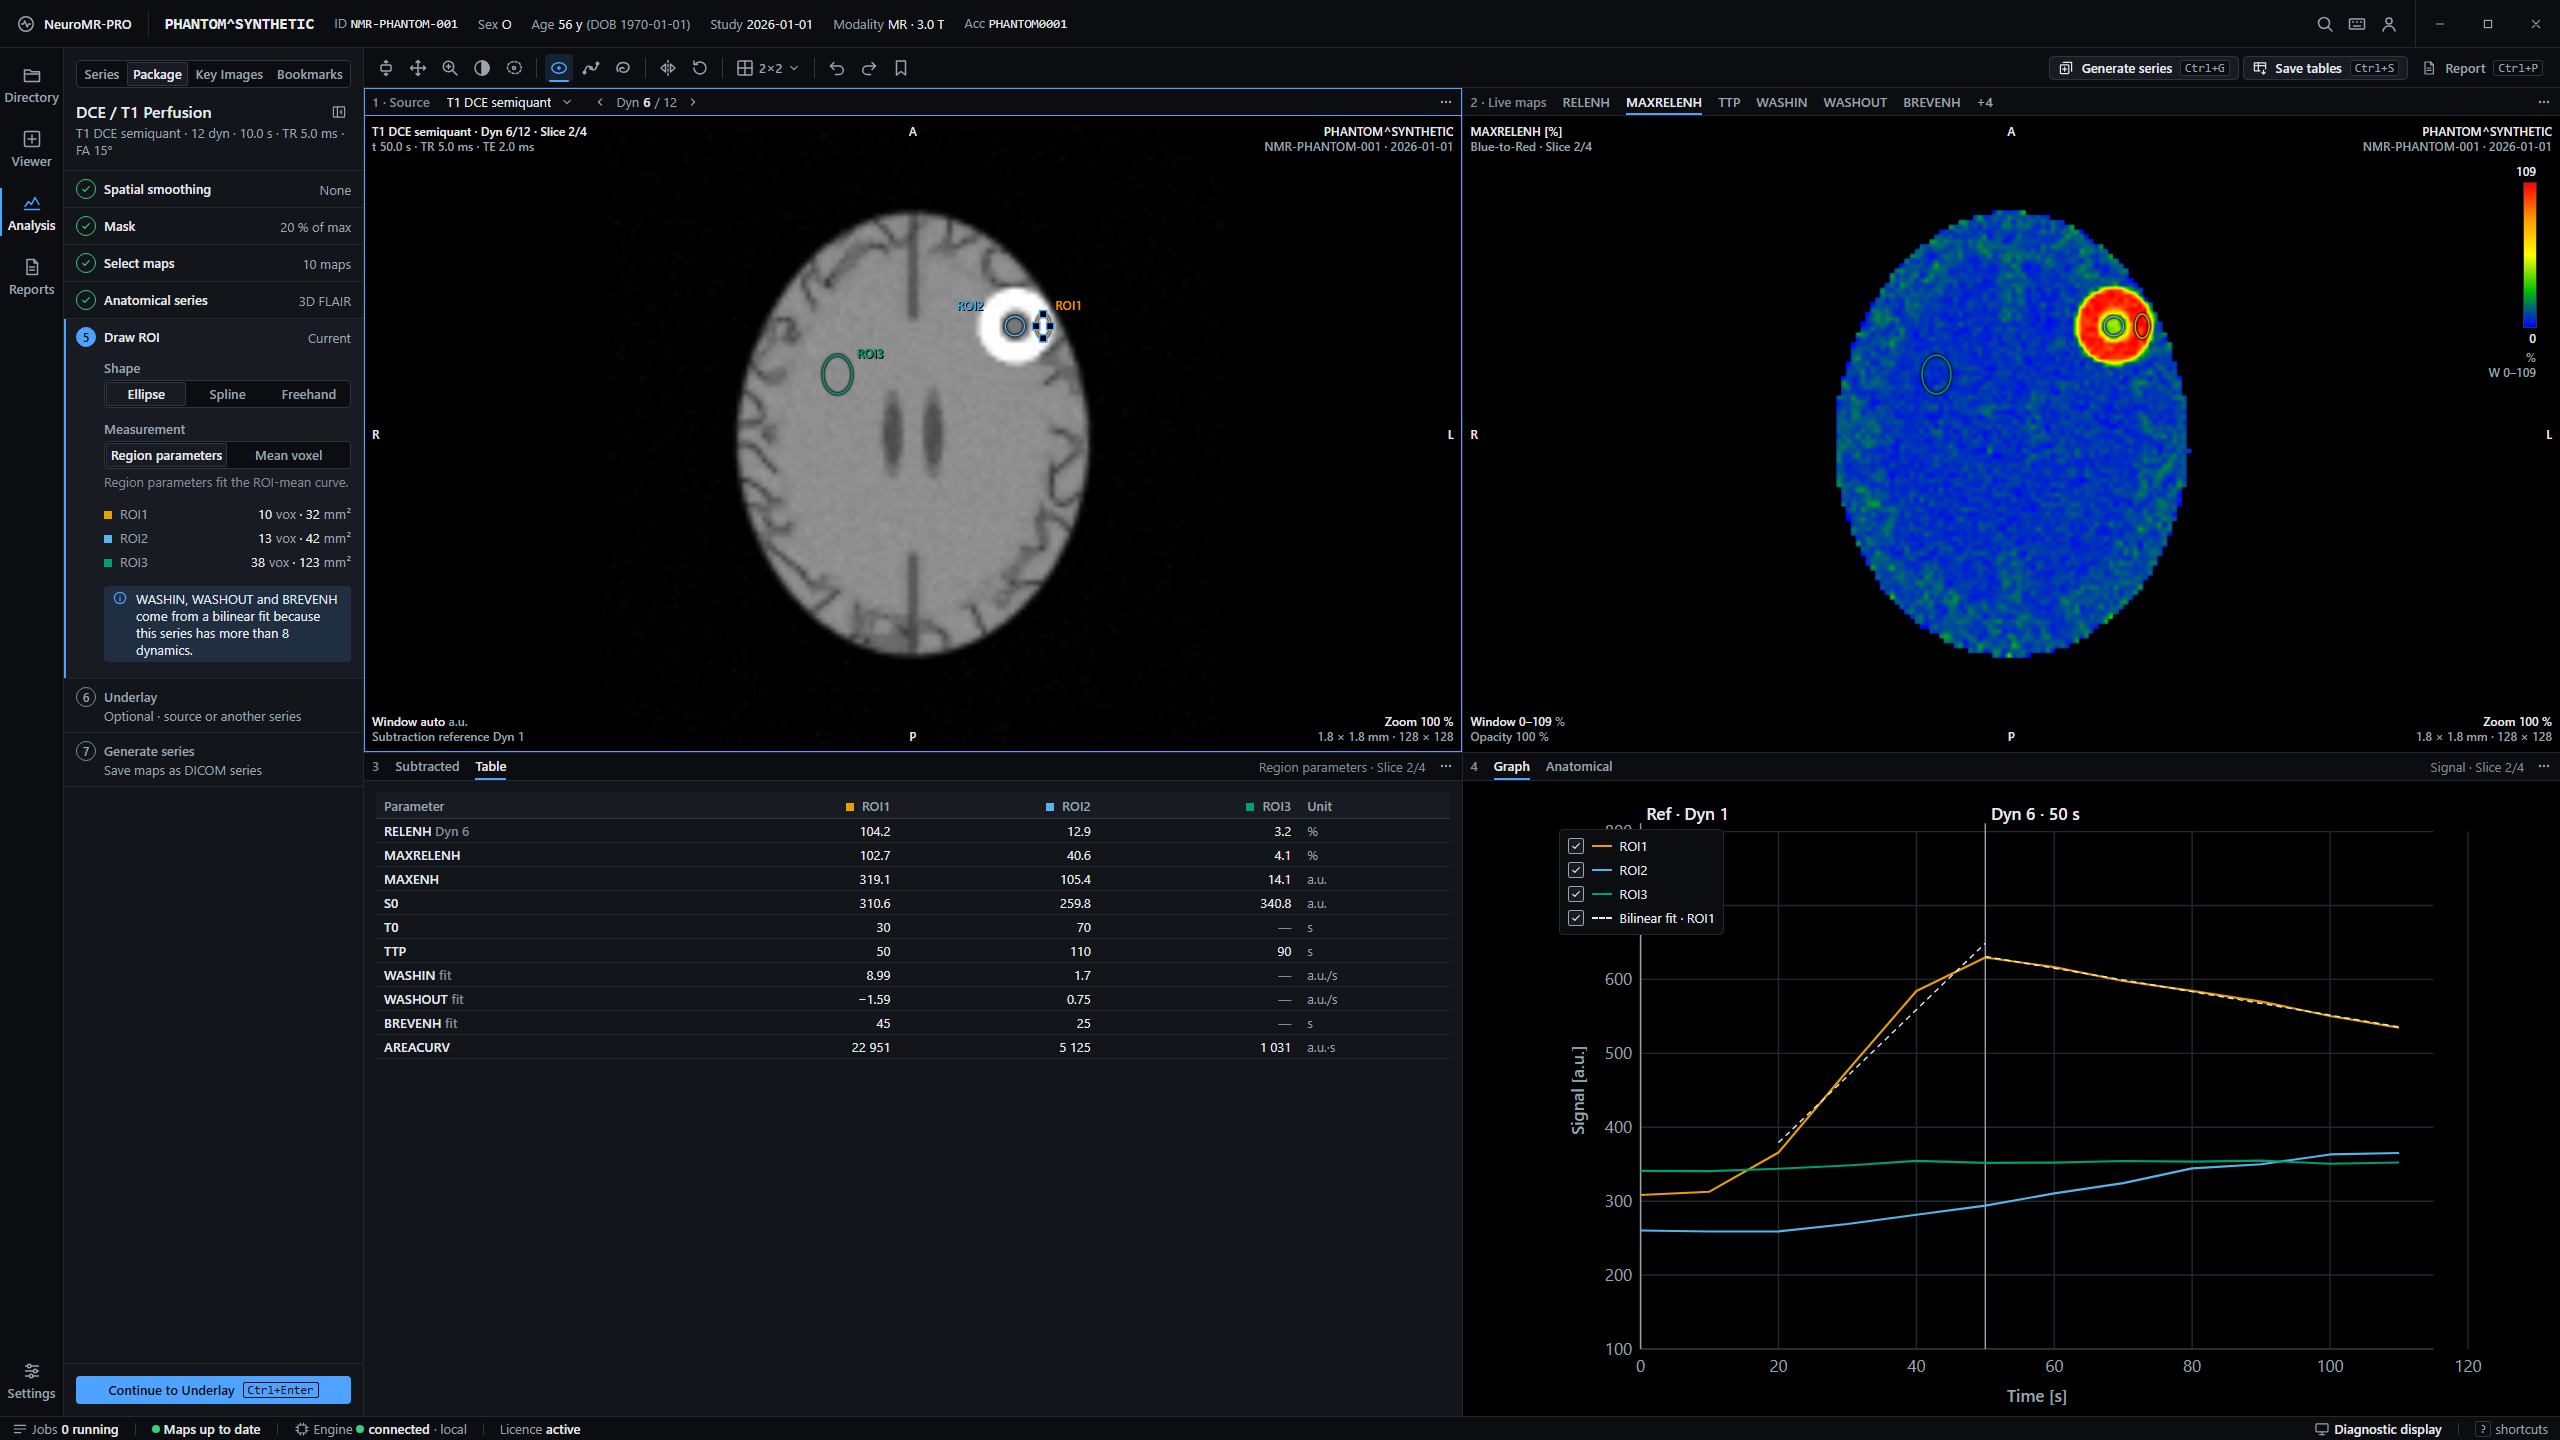 NeuroMR-PRO PHANTOM^SYNTHETIC ID NMR-PHANTOM-001 Sex O Age 56 y (DOB 1970-01-01) Study 2026-01-01 Modality MR · 3.0 T Acc PHANTOM0001
Directory
Viewer
Analysis
Reports
Settings
Series Package Key Images Bookmarks
DCE / T1 Perfusion
T1 DCE semiquant · 12 dyn · 10.0 s · TR 5.0 ms ·
FA 15°
Spatial smoothing None
Mask 20 % of max
Select maps 10 maps
Anatomical series 3D FLAIR
5 Draw ROI Current
Shape
Ellipse Spline Freehand
Measurement
Region parameters Mean voxel
Region parameters fit the ROI-mean curve.
ROI1 10 vox · 32 mm²
ROI2 13 vox · 42 mm²
ROI3 38 vox · 123 mm²
WASHIN, WASHOUT and BREVENH
come from a bilinear fit because
this series has more than 8
dynamics.
6 Underlay
Optional · source or another series
7 Generate series
Save maps as DICOM series
Continue to Underlay Ctrl+Enter
2×2
Generate series Ctrl+G Save tables Ctrl+S Report Ctrl+P
1 · Source T1 DCE semiquant Dyn 6 / 12
T1 DCE semiquant · Dyn 6/12 · Slice 2/4
t 50.0 s · TR 5.0 ms · TE 2.0 ms
A
PHANTOM^SYNTHETIC
NMR-PHANTOM-001 · 2026-01-01
ROI2
ROI1
ROI3
R
L
Window auto a.u.
Subtraction reference Dyn 1
P
Zoom 100 %
1.8 × 1.8 mm · 128 × 128
2 · Live maps RELENH MAXRELENH TTP WASHIN WASHOUT BREVENH +4
MAXRELENH [%]
Blue-to-Red · Slice 2/4
A
PHANTOM^SYNTHETIC
NMR-PHANTOM-001 · 2026-01-01
109
0
%
W 0–109
R
L
Window 0–109 %
Opacity 100 %
P
Zoom 100 %
1.8 × 1.8 mm · 128 × 128
3 Subtracted Table Region parameters · Slice 2/4
Parameter ROI1 ROI2 ROI3 Unit
RELENH Dyn 6 104.2 12.9 3.2 %
MAXRELENH 102.7 40.6 4.1 %
MAXENH 319.1 105.4 14.1 a.u.
S0 310.6 259.8 340.8 a.u.
T0 30 70 — s
TTP 50 110 90 s
WASHIN fit 8.99 1.7 — a.u./s
WASHOUT fit −1.59 0.75 — a.u./s
BREVENH fit 45 25 — s
AREACURV 22 951 5 125 1 031 a.u.·s
4 Graph Anatomical Signal · Slice 2/4
Ref · Dyn 1 Dyn 6 · 50 s
800
ROI1
ROI2
ROI3
Bilinear fit · ROI1
600
500
400
300
200
100
Signal [a.u.]
0 20 40 60 80 100 120
Time [s]
Jobs 0 running Maps up to date Engine connected · local Licence active Diagnostic display ? shortcuts